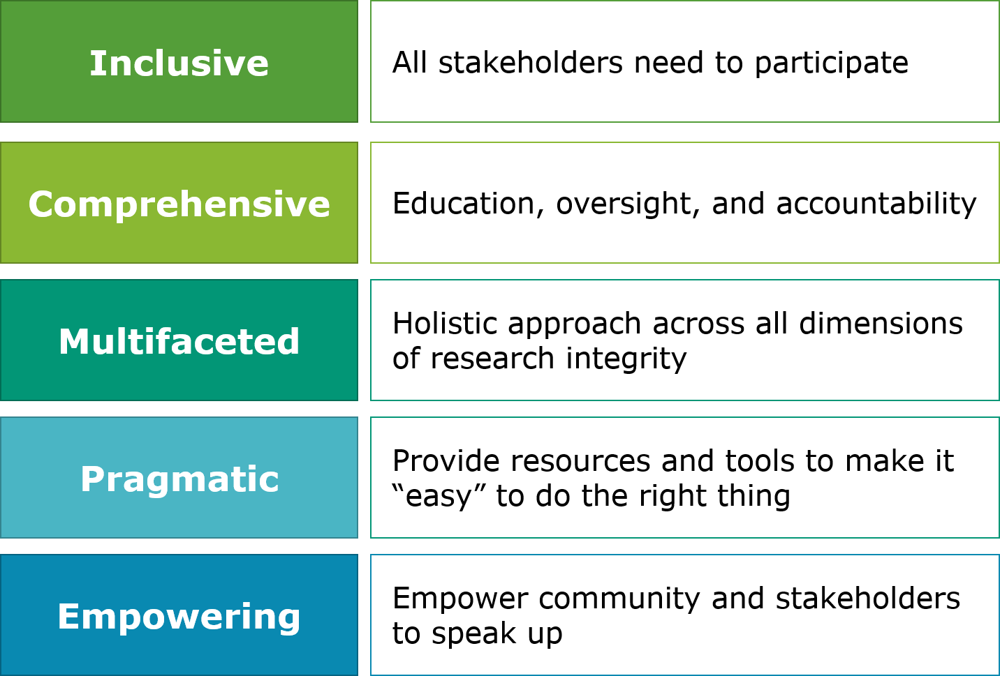 Inclusive
All stakeholders need to participate
Comprehensive
Education, oversight, and accountability
Multifaceted
Holistic approach across all dimensions
of research integrity
Pragmatic
Provide resources and tools to make it
“easy” to do the right thing
Empowering
Empower community and stakeholders
to speak up